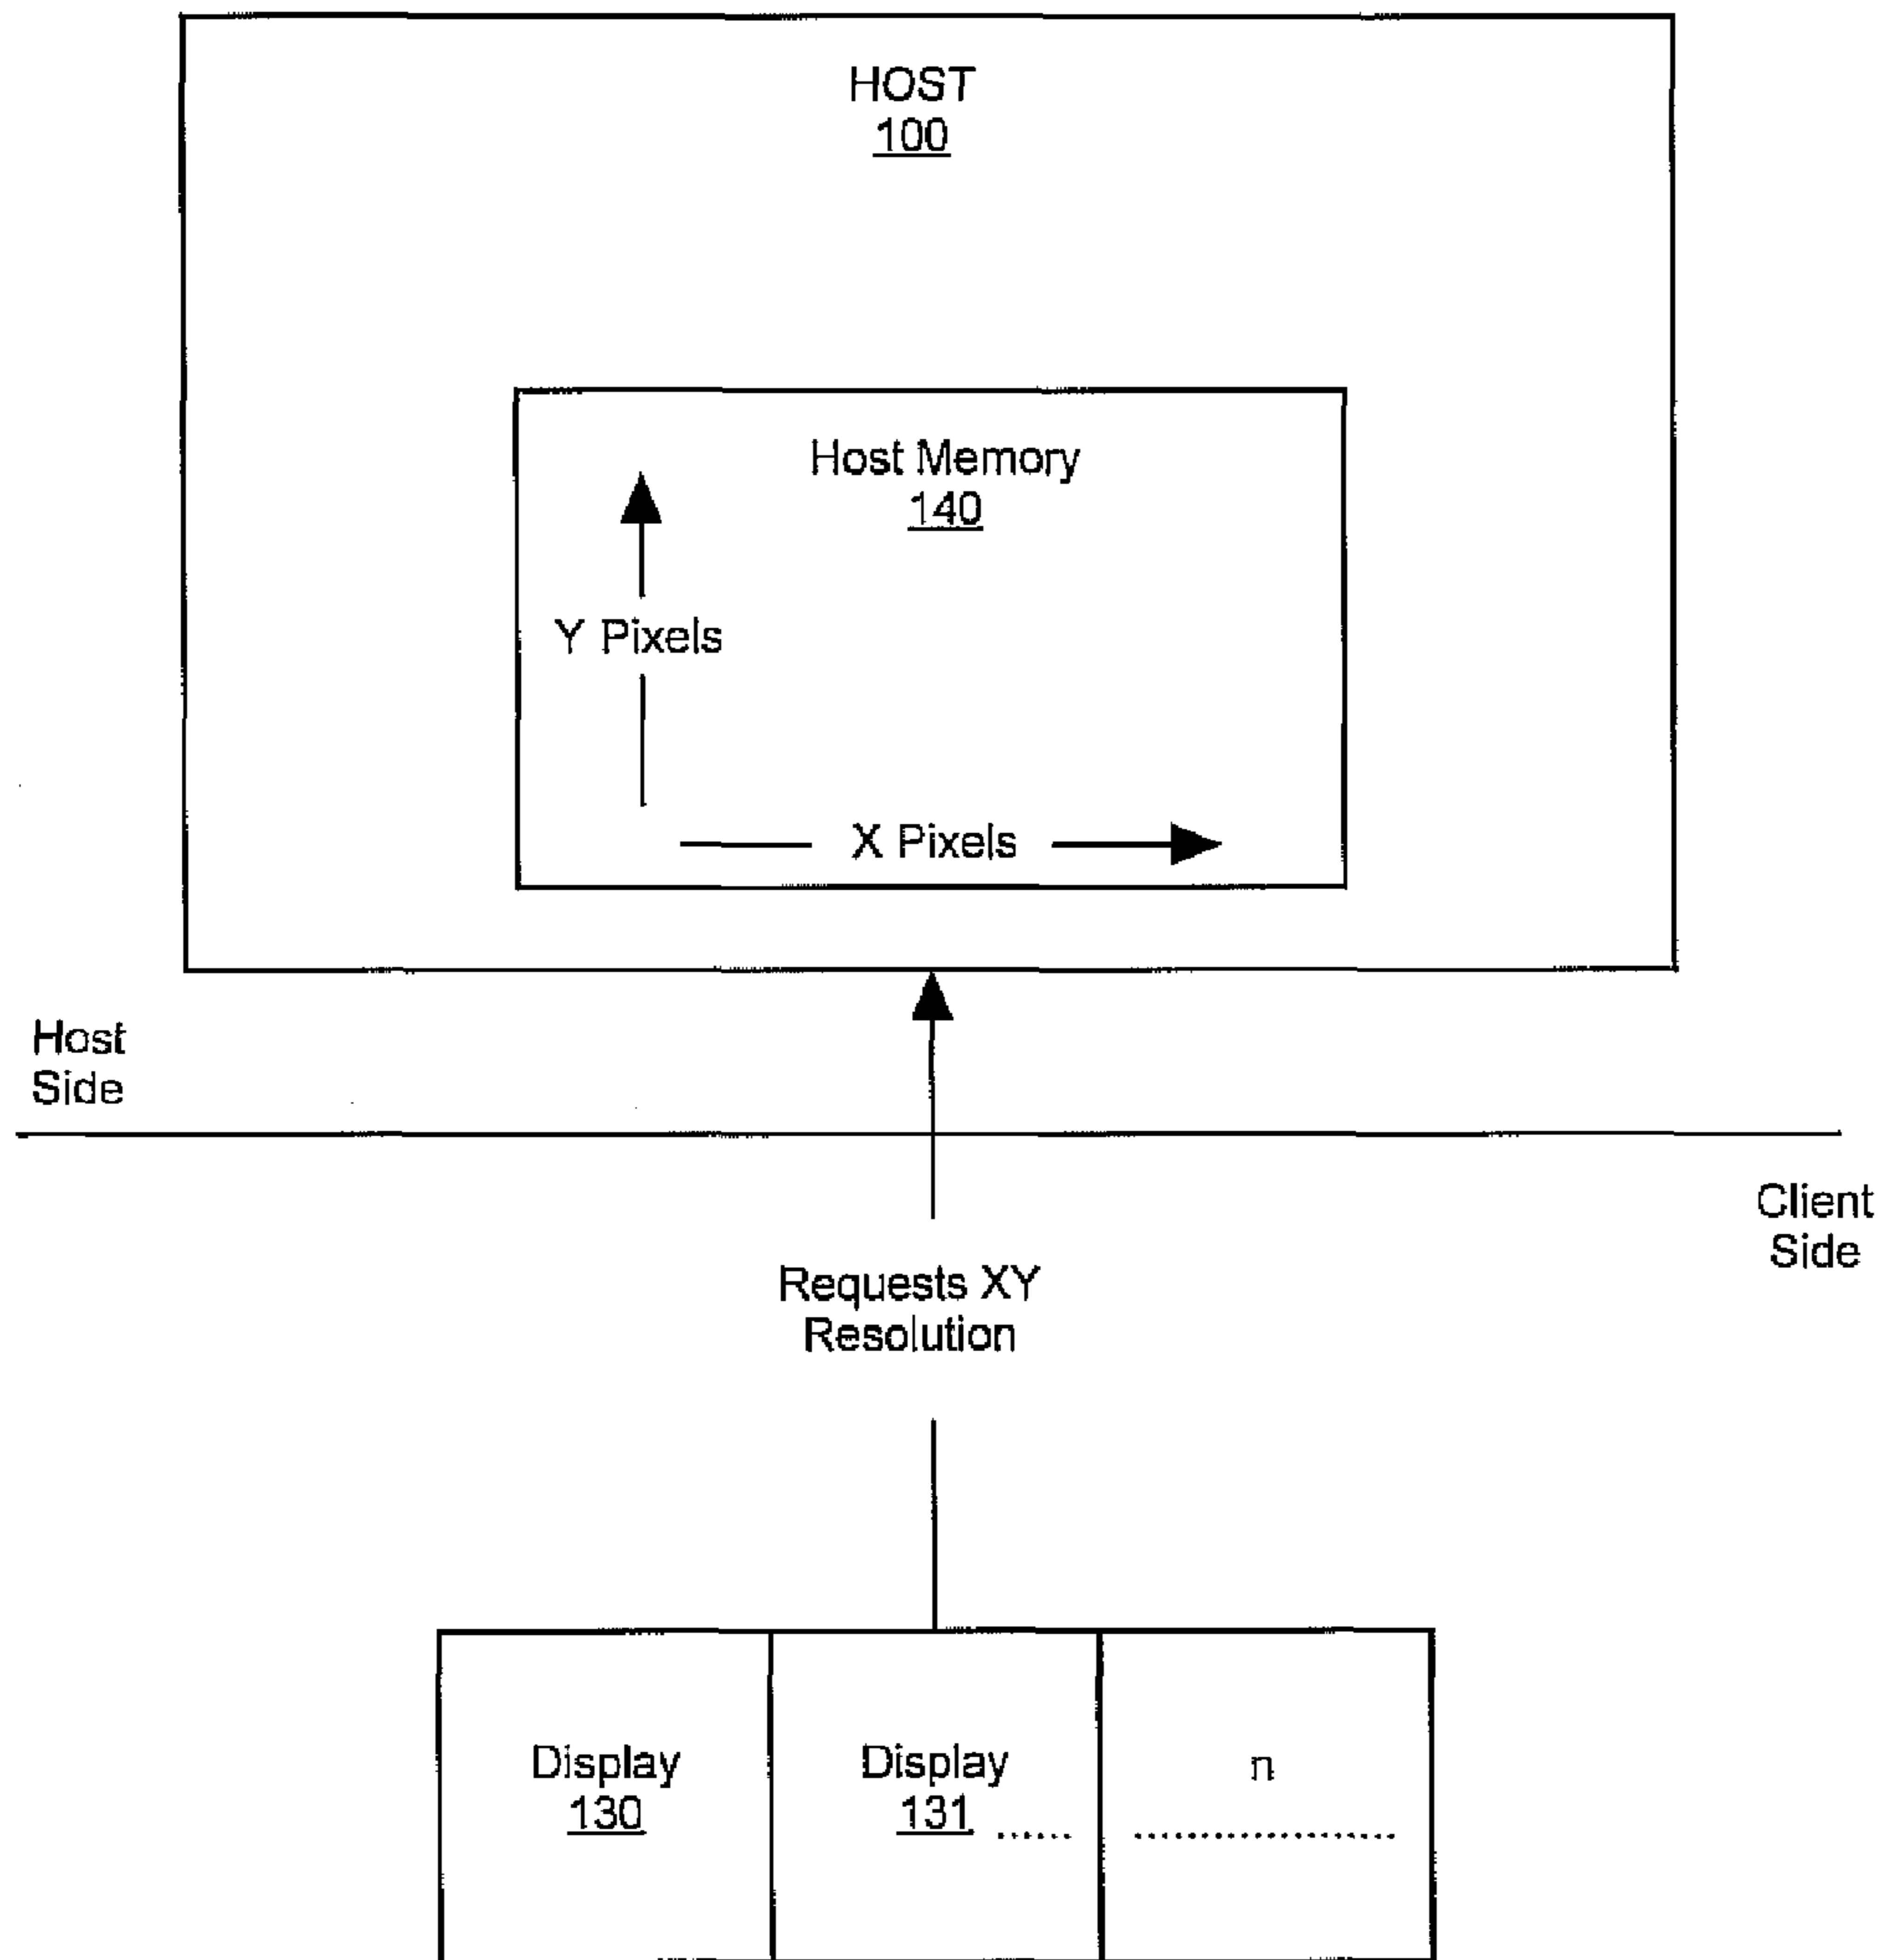 HOST
100
Host Memory
140
Y Pixels
X Pixels
Host
Side
Client
Side
Requests XY
Resolution
Display
130
Display
131 .....
n
....................